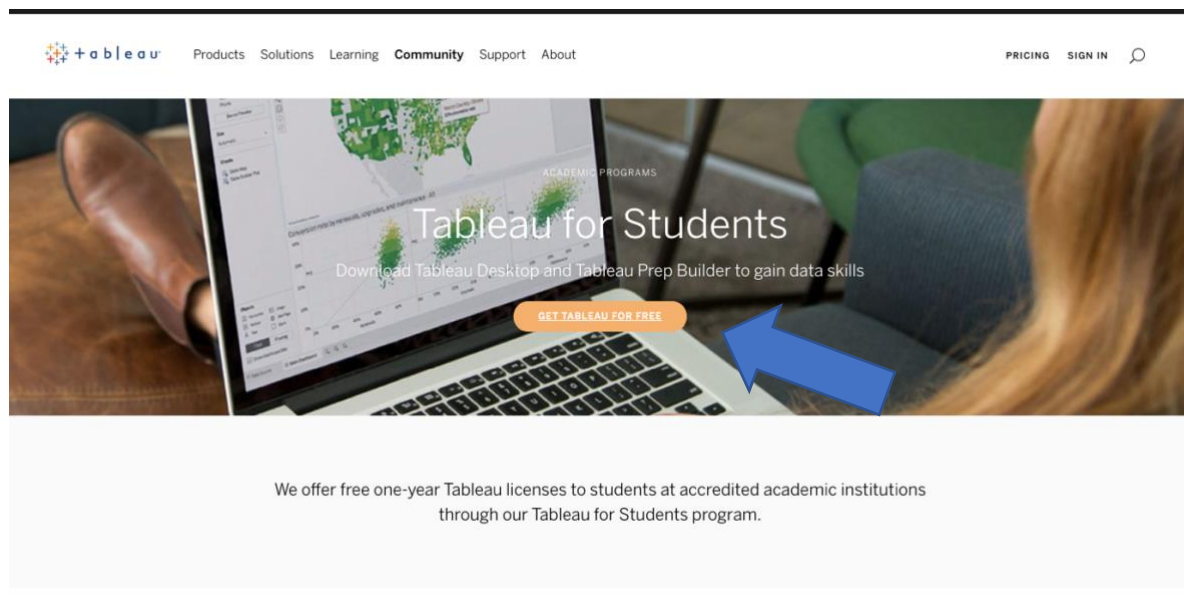 +ableau
Products Solutions Learning Community Support About
PRICING SIGN IN
ACADEMIC PROGRAMS
Tableau for Students
Download Tableau Desktop and Tableau Prep Builder to gain data skills
GET TABLEAU FOR FREE
We offer free one-year Tableau licenses to students at accredited academic institutions
through our Tableau for Students program.